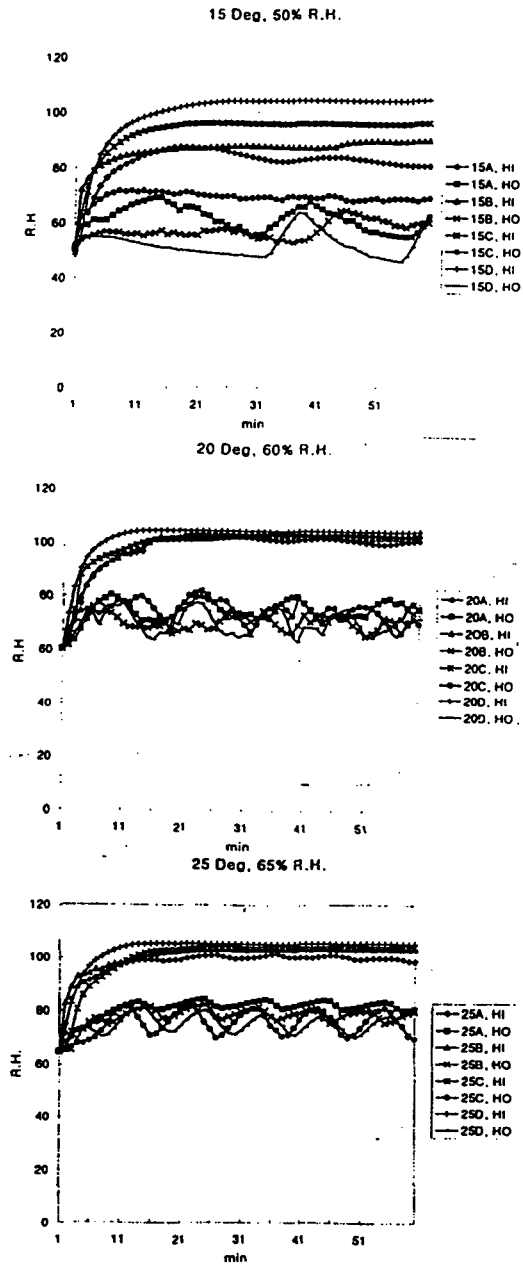 15 Deg, 50% R.H.
120
100
80
60
40
20
0
R.H
1 11 21 31 41 51
min
15A, HI
15A, HO
15B, HI
15B, HO
15C, HI
15C, HO
15D, HI
15D, HO
20 Deg, 60% R.H.
120
100
80
60
40
20
0
R.H
1 11 21 31 41 51
min
20A, HI
20A, HO
20B, HI
20B, HO
20C, HI
20C, HO
20D, HI
20D, HO
25 Deg, 65% R.H.
120
100
80
60
40
20
0
R.H.
1 11 21 31 41 51
min
25A, HI
25A, HO
25B, HI
25B, HO
25C, HI
25C, HO
25D, HI
25D, HO